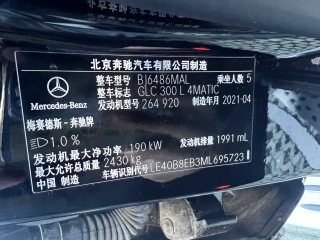 北京奔驰汽车有限公司制造
整车型号 BJ6486MAL 乘坐人数 5
整车标志 GLC 300 L 4MATIC
发动机型号 264 920 制造年月 2021-04
Mercedes-Benz
梅赛德斯-奔驰牌
1.0 %
发动机最大净功率 190 kW 发动机排量 1991 mL
最大允许总质量 2430 kg
车辆识别代号 LE40B8EB3ML695723
中国 制造